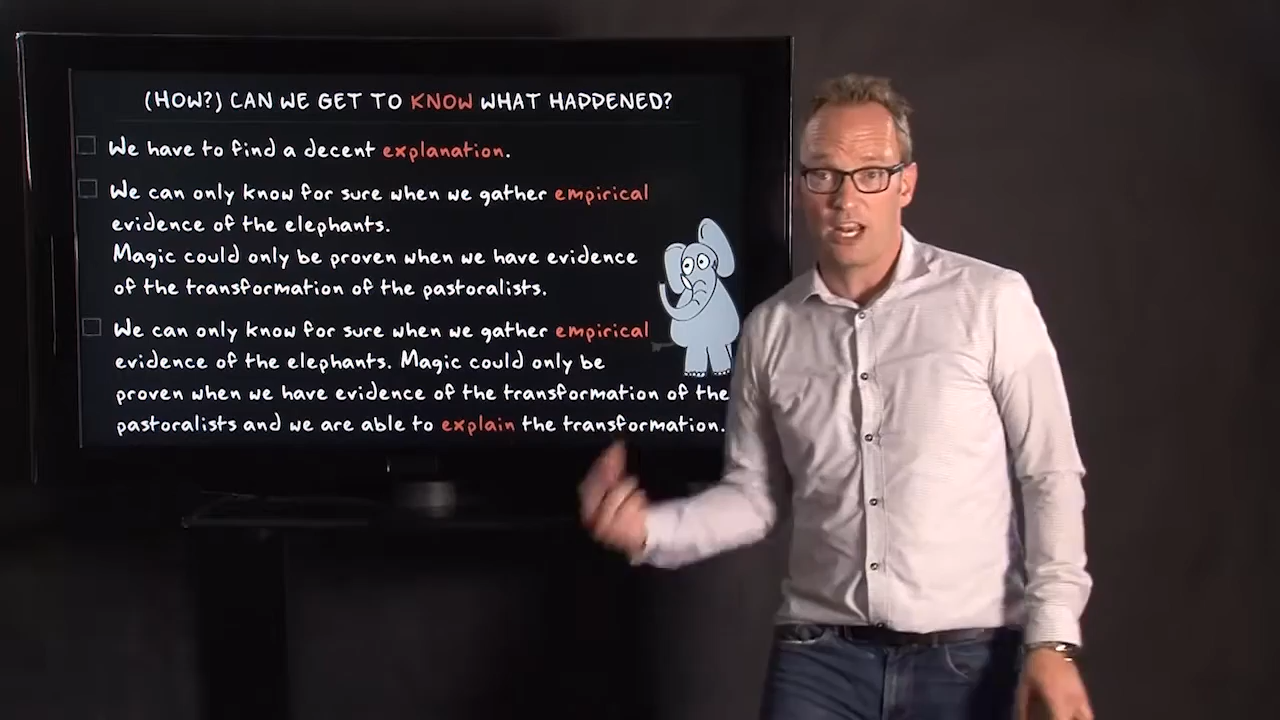 (HOW?) CAN WE GET TO KNOW WHAT HAPPENED?
We have to find a decent explanation.
We can only know for sure when we gather empirical
evidence of the elephants.
Magic could only be proven when we have evidence
of the transformation of the pastoralists.
We can only know for sure when we gather empirical
evidence of the elephants. Magic could only be
proven when we have evidence of the transformation of the
pastoralists and we are able to explain the transformation.